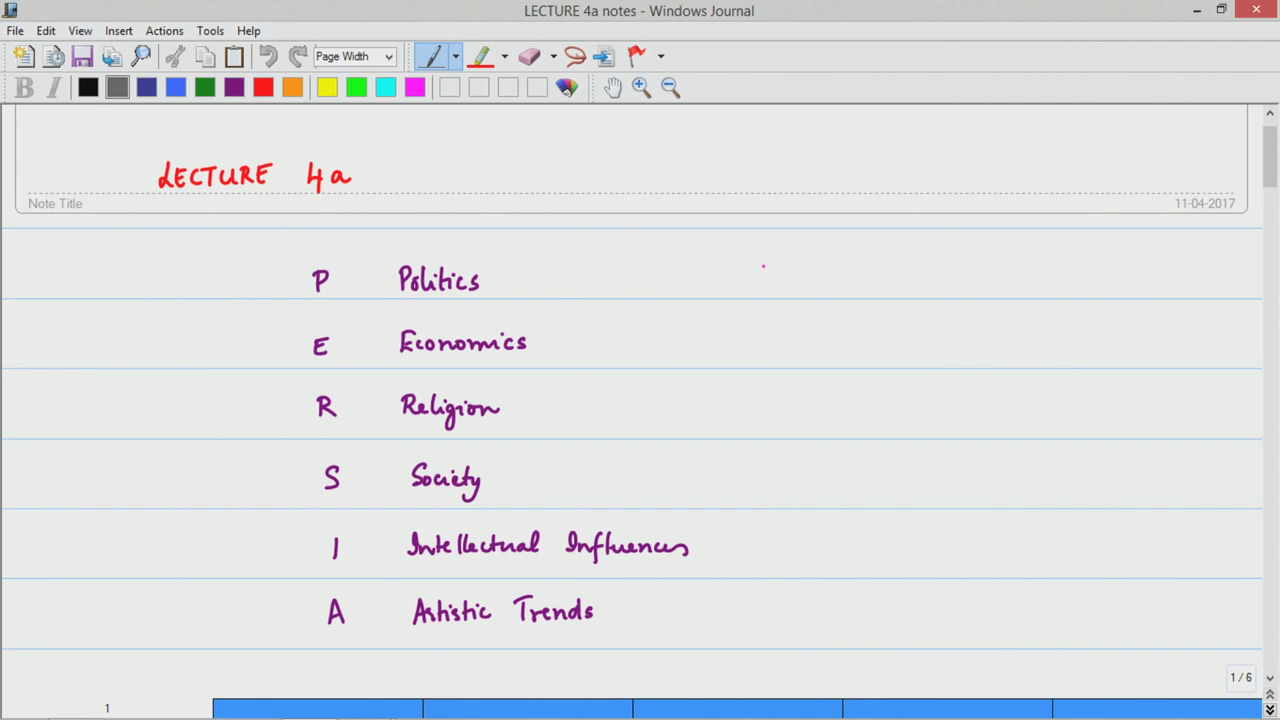 LECTURE 4a notes - Windows Journal
File Edit View Insert Actions Tools Help
Page Width
B I
LECTURE 4a
Note Title 11-04-2017
P Politics
E Economics
R Religion
S Society
I Intellectual Influences
A Artistic Trends
1 / 6
1